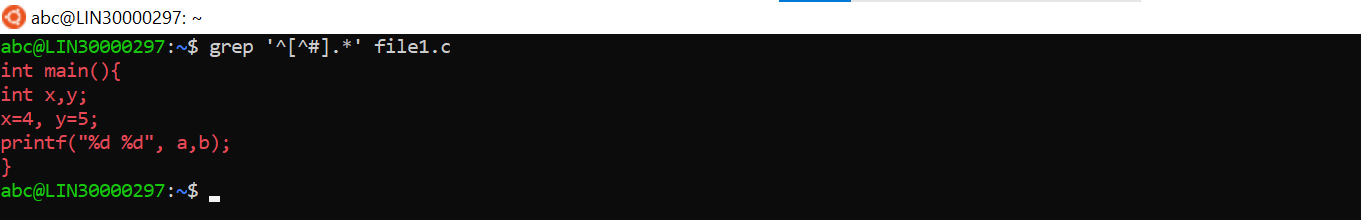 abc@LIN30000297: ~
abc@LIN30000297:~$ grep '^[^#].*' file1.c
int main(){
int x,y;
x=4, y=5;
printf("%d %d", a,b);
}
abc@LIN30000297:~$